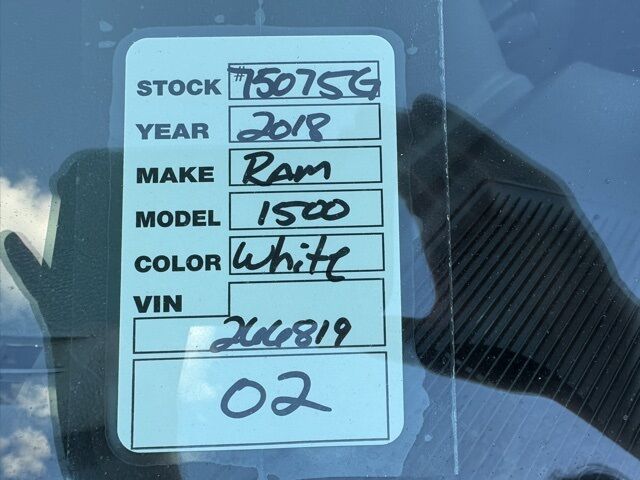 STOCK #75075G
YEAR 2018
MAKE Ram
MODEL 1500
COLOR White
VIN
266819
02